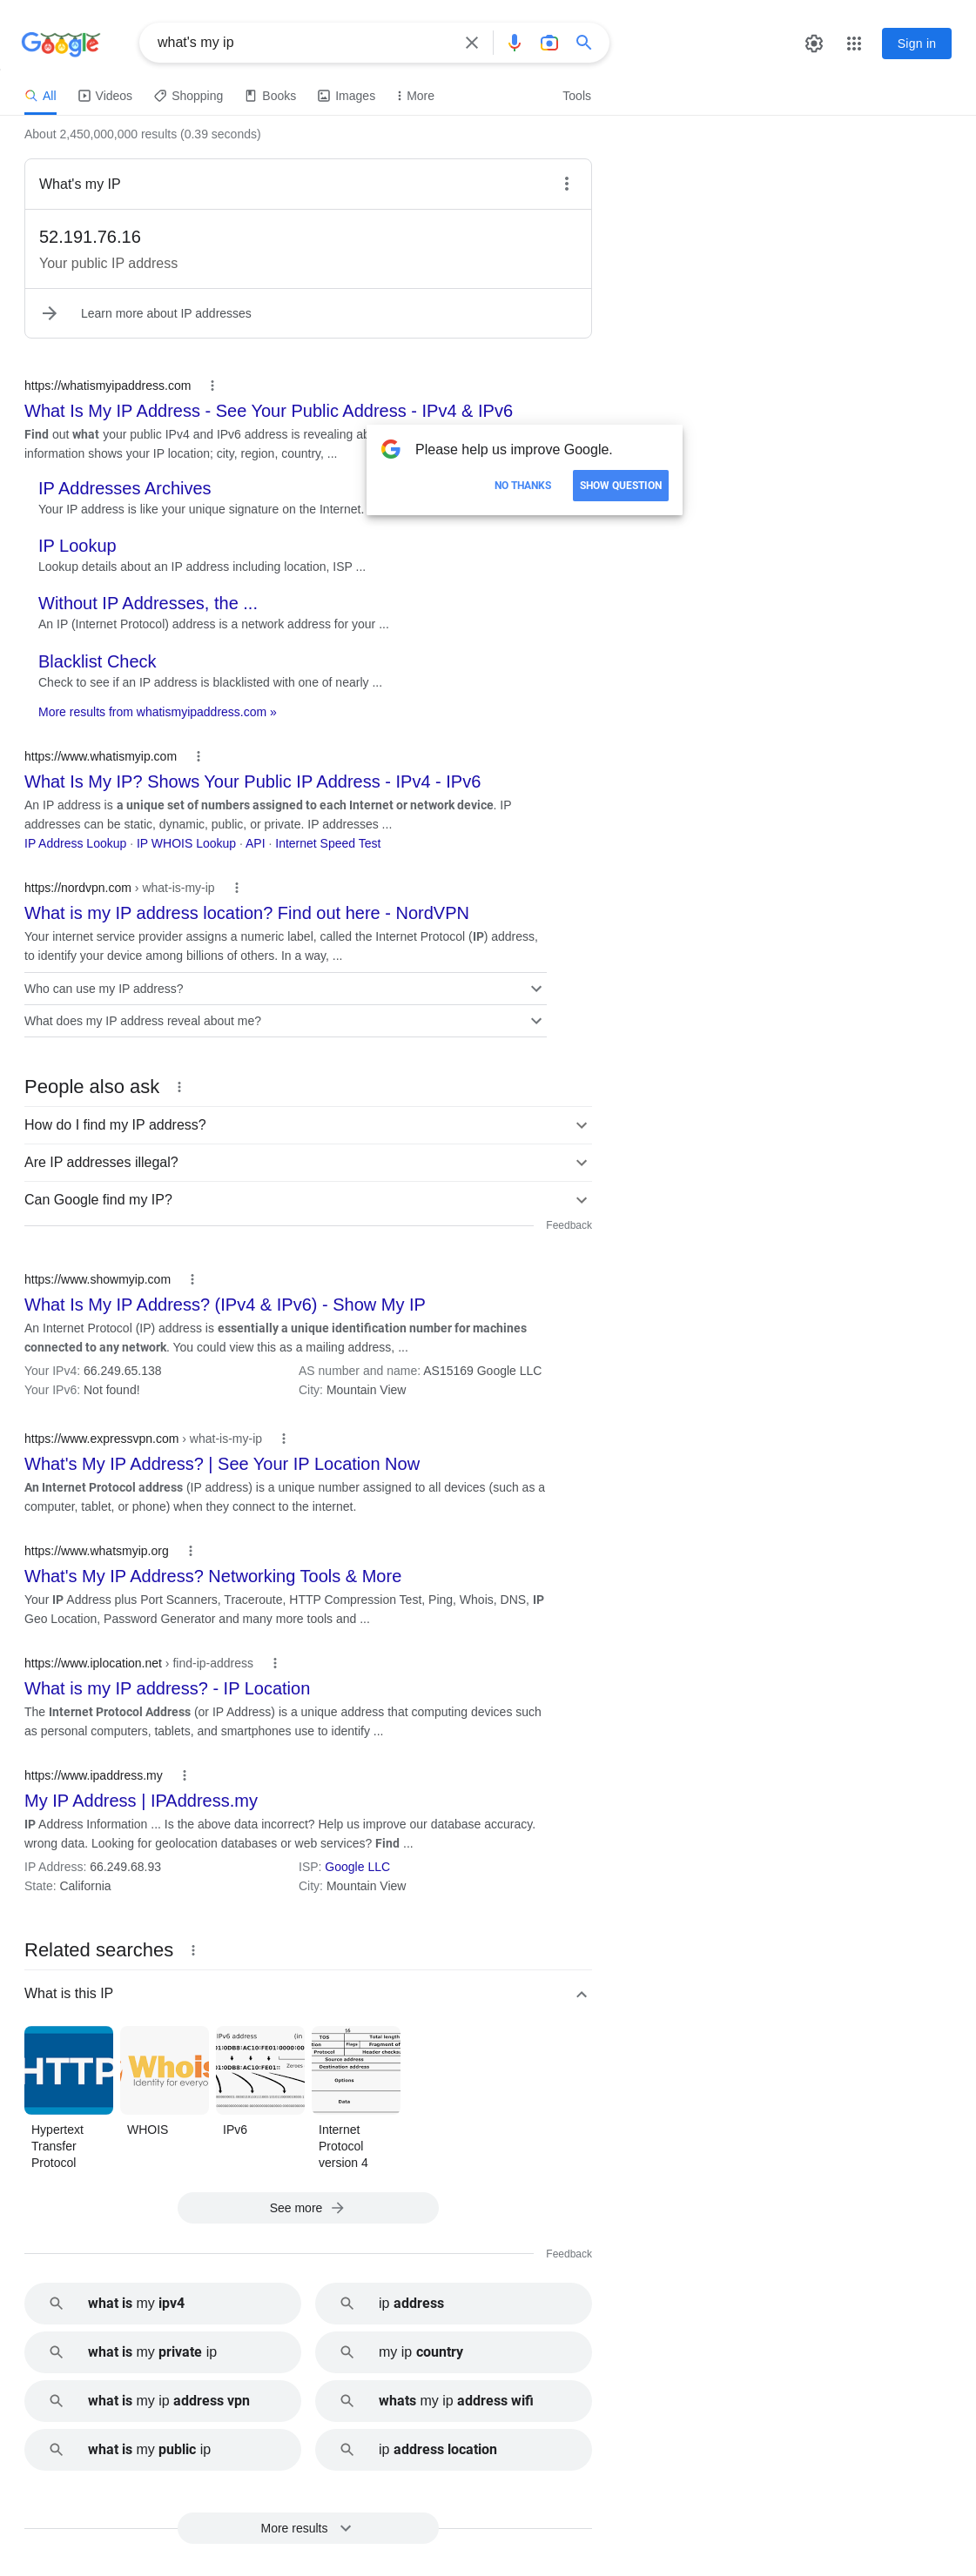 Google
what's my ip
Sign in
All
Videos
Shopping
Books
Images
More
Tools
About 2,450,000,000 results (0.39 seconds)
What's my IP
52.191.76.16
Your public IP address
Learn more about IP addresses
https://whatismyipaddress.com
What Is My IP Address - See Your Public Address - IPv4 & IPv6
Find out what your public IPv4 and IPv6 address is revealing
information shows your IP location; city, region, country, ...
Please help us improve Google.
NO THANKS
SHOW QUESTION
IP Addresses Archives
Your IP address is like your unique signature on the Internet.
IP Lookup
Lookup details about an IP address including location, ISP ...
Without IP Addresses, the ...
An IP (Internet Protocol) address is a network address for your ...
Blacklist Check
Check to see if an IP address is blacklisted with one of nearly ...
More results from whatismyipaddress.com »
https://www.whatismyip.com
What Is My IP? Shows Your Public IP Address - IPv4 - IPv6
An IP address is a unique set of numbers assigned to each Internet or network device. IP
addresses can be static, dynamic, public, or private. IP addresses ...
IP Address Lookup · IP WHOIS Lookup · API · Internet Speed Test
https://nordvpn.com › what-is-my-ip
What is my IP address location? Find out here - NordVPN
Your internet service provider assigns a numeric label, called the Internet Protocol (IP) address,
to identify your device among billions of others. In a way, ...
Who can use my IP address?
What does my IP address reveal about me?
People also ask
How do I find my IP address?
Are IP addresses illegal?
Can Google find my IP?
Feedback
https://www.showmyip.com
What Is My IP Address? (IPv4 & IPv6) - Show My IP
An Internet Protocol (IP) address is essentially a unique identification number for machines
connected to any network. You could view this as a mailing address, ...
Your IPv4: 66.249.65.138
AS number and name: AS15169 Google LLC
Your IPv6: Not found!
City: Mountain View
https://www.expressvpn.com › what-is-my-ip
What's My IP Address? | See Your IP Location Now
An Internet Protocol address (IP address) is a unique number assigned to all devices (such as a
computer, tablet, or phone) when they connect to the internet.
https://www.whatsmyip.org
What's My IP Address? Networking Tools & More
Your IP Address plus Port Scanners, Traceroute, HTTP Compression Test, Ping, Whois, DNS, IP
Geo Location, Password Generator and many more tools and ...
https://www.iplocation.net › find-ip-address
What is my IP address? - IP Location
The Internet Protocol Address (or IP Address) is a unique address that computing devices such
as personal computers, tablets, and smartphones use to identify ...
https://www.ipaddress.my
My IP Address | IPAddress.my
IP Address Information ... Is the above data incorrect? Help us improve our database accuracy.
wrong data. Looking for geolocation databases or web services? Find ...
IP Address: 66.249.68.93
ISP: Google LLC
State: California
City: Mountain View
Related searches
What is this IP
HTTP
Whois
Identity for everyo
IPv6 address (in
Zeroes
16
TOS Total length
Flags Fragment of
Protocol Header checks
Source address
Destination address
Options
Data
Hypertext
Transfer
Protocol
WHOIS
IPv6
Internet
Protocol
version 4
See more
Feedback
what is my ipv4
ip address
what is my private ip
my ip country
what is my ip address vpn
whats my ip address wifi
what is my public ip
ip address location
More results